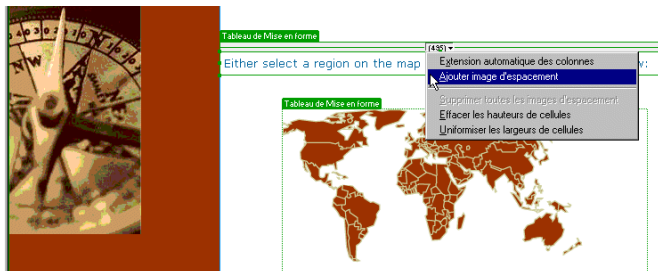 Tableau de Mise en forme
(435)
Either select a region on the map
w:
Extension automatique des colonnes
Ajouter image d'espacement
Supprimer toutes les images d'espacement
Effacer les hauteurs de cellules
Uniformiser les largeurs de cellules
Tableau de Mise en forme
N
W